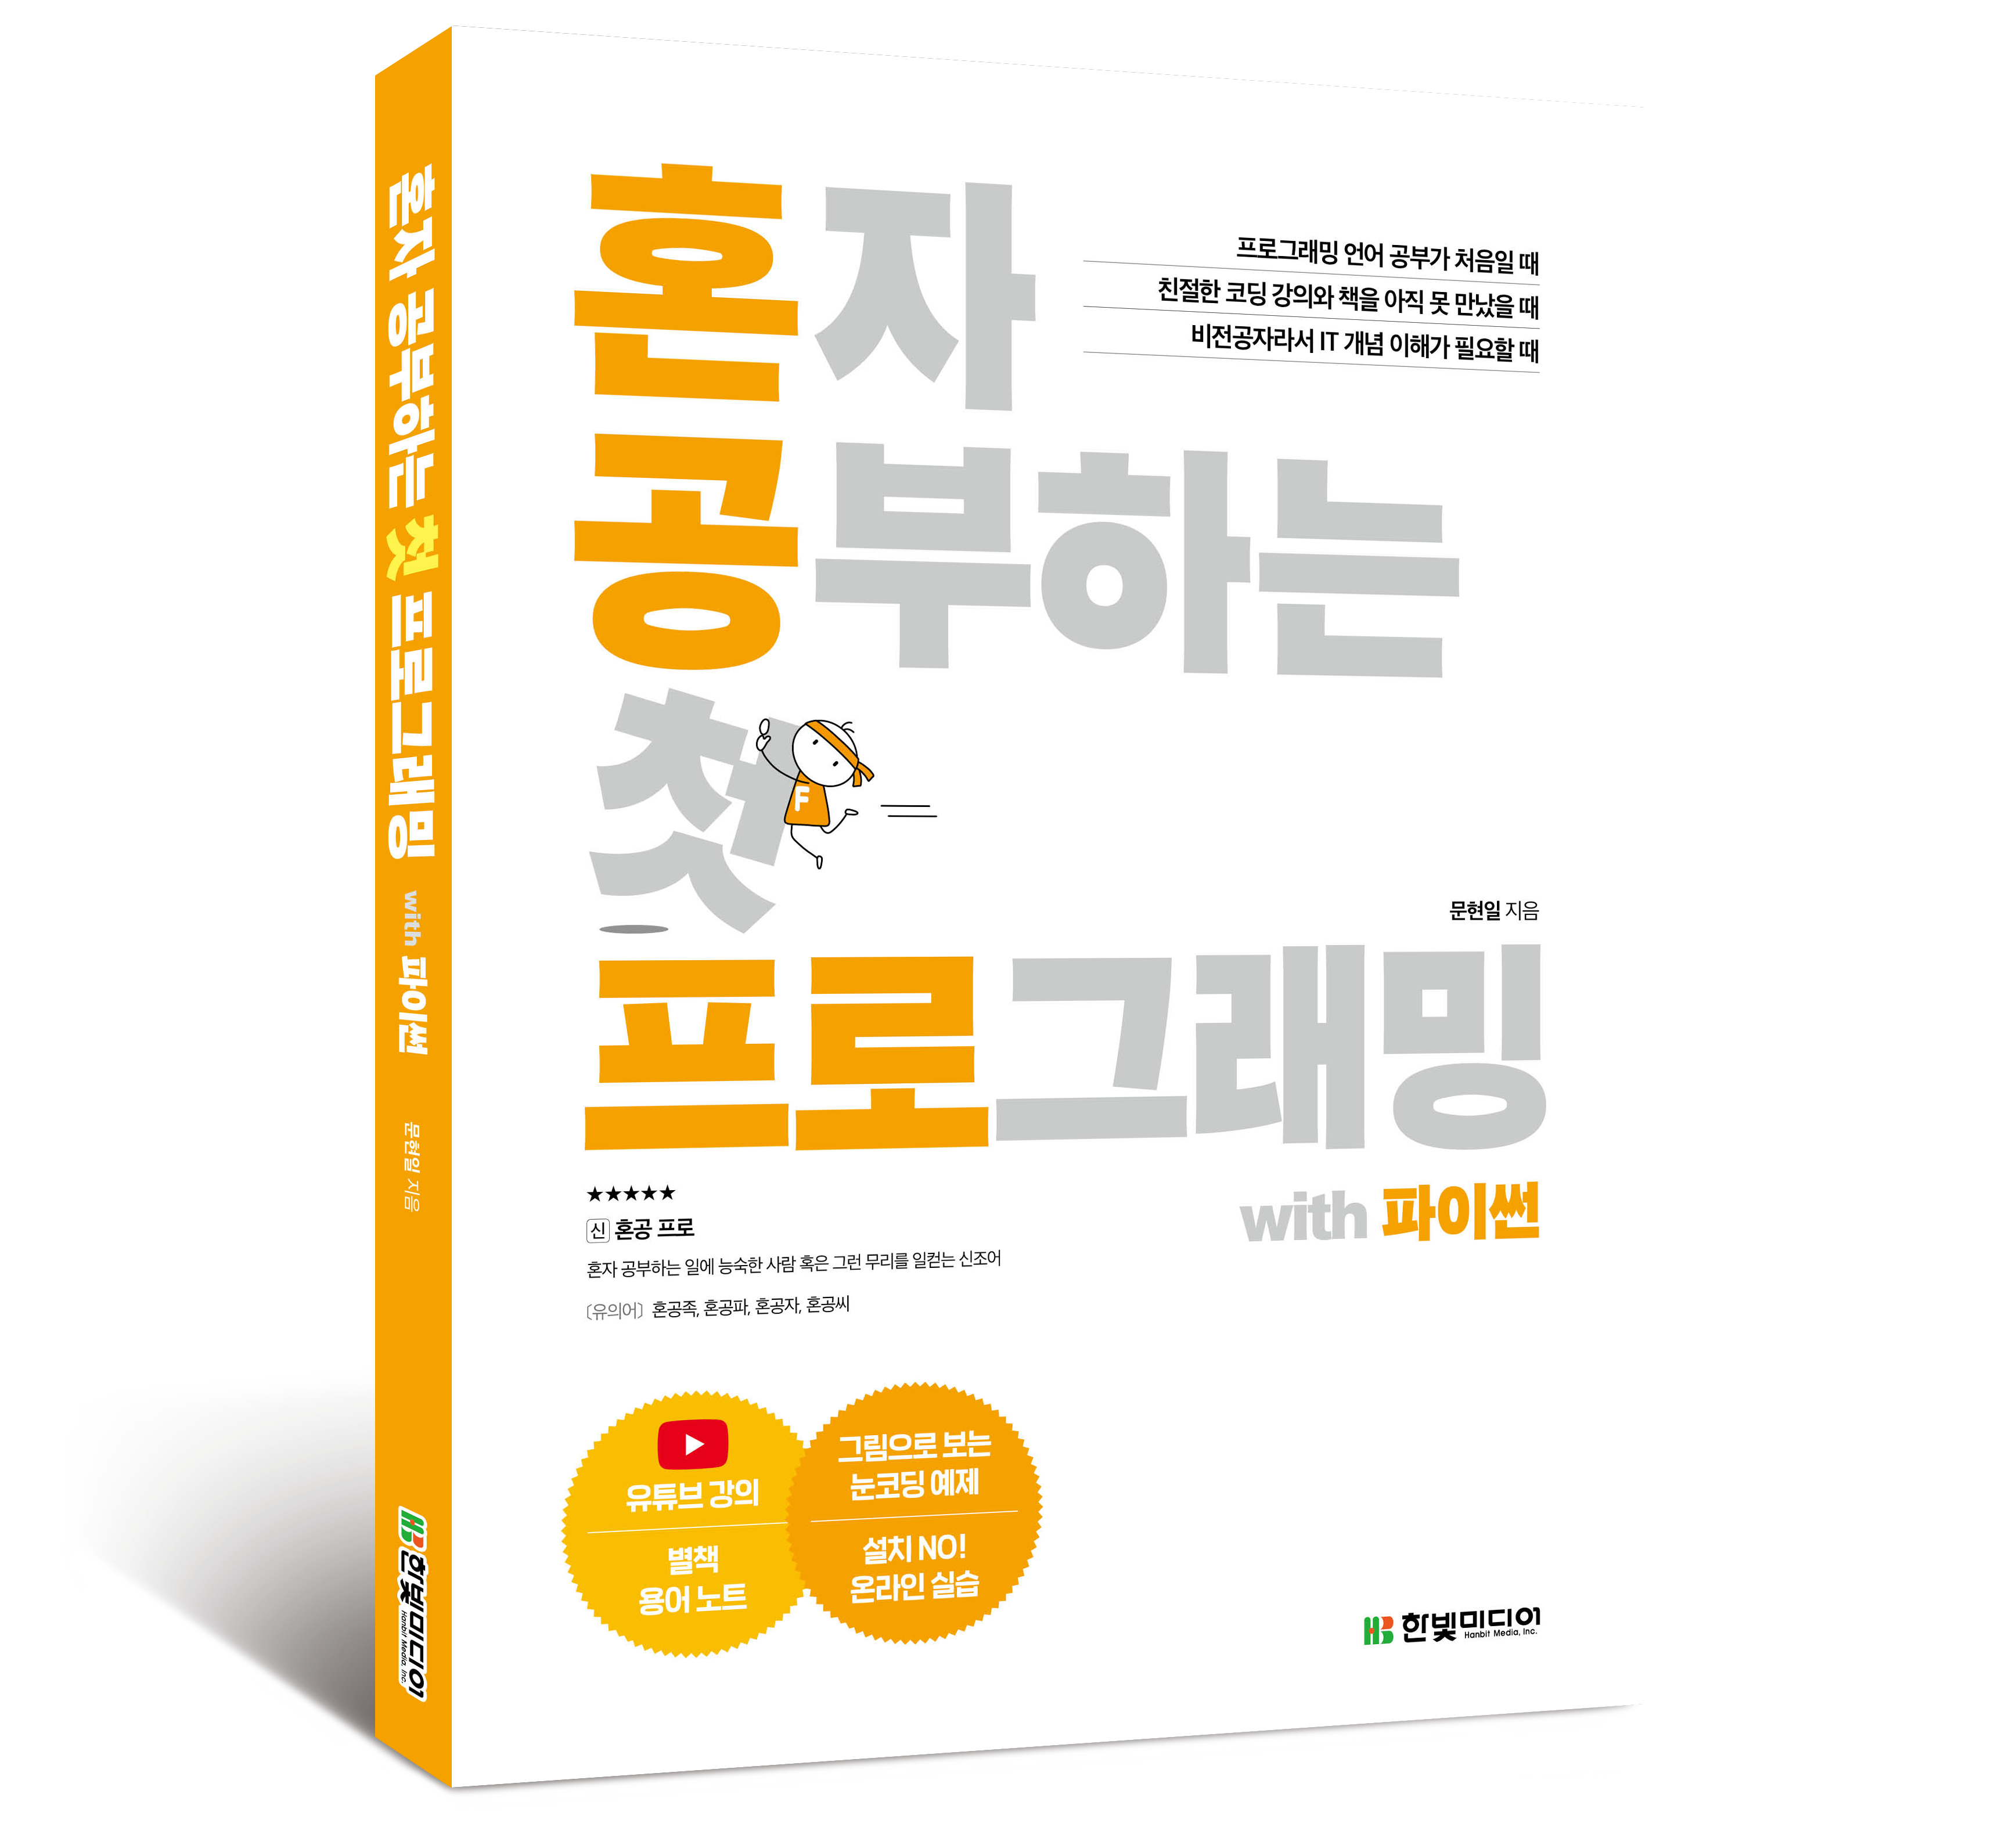 혼자 공부하는 첫 프로그래밍 with 파이썬 문현일 지음
HB 한빛미디어
Hanbit Media, Inc.
프로그래밍 언어 공부가 처음일 때
친절한 코딩 강의와 책을 아직 못 만났을 때
비전공자라서 IT 개념 이해가 필요할 때
혼자
공부하는
첫
F
문현일 지음
프로그래밍
with 파이썬
★★★★★
신 혼공 프로
혼자 공부하는 일에 능숙한 사람 혹은 그런 무리를 일컫는 신조어
〔유의어〕 혼공족, 혼공파, 혼공자, 혼공씨
유튜브 강의
별책
용어 노트
그림으로 보는
눈코딩 예제
설치 NO!
온라인 실습
HB 한빛미디어
Hanbit Media, Inc.